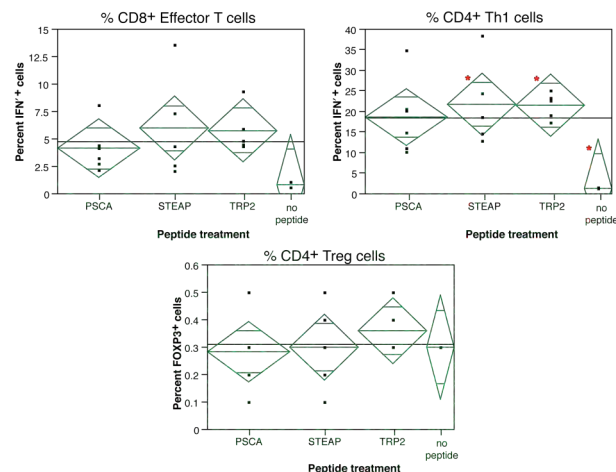 % CD8+ Effector T cells
Percent IFNᵞ+ cells
15
12.5
10
7.5
5
2.5
0
PSCA
STEAP
TRP2
no
peptide
Peptide treatment
% CD4+ Th1 cells
Percent IFNᵞ+ cells
40
35
30
25
20
15
10
5
0
*
*
*
PSCA
STEAP
TRP2
no
peptide
Peptide treatment
% CD4+ Treg cells
Percent FOXP3+ cells
0.6
0.5
0.4
0.3
0.2
0.1
0
PSCA
STEAP
TRP2
no
peptide
Peptide treatment